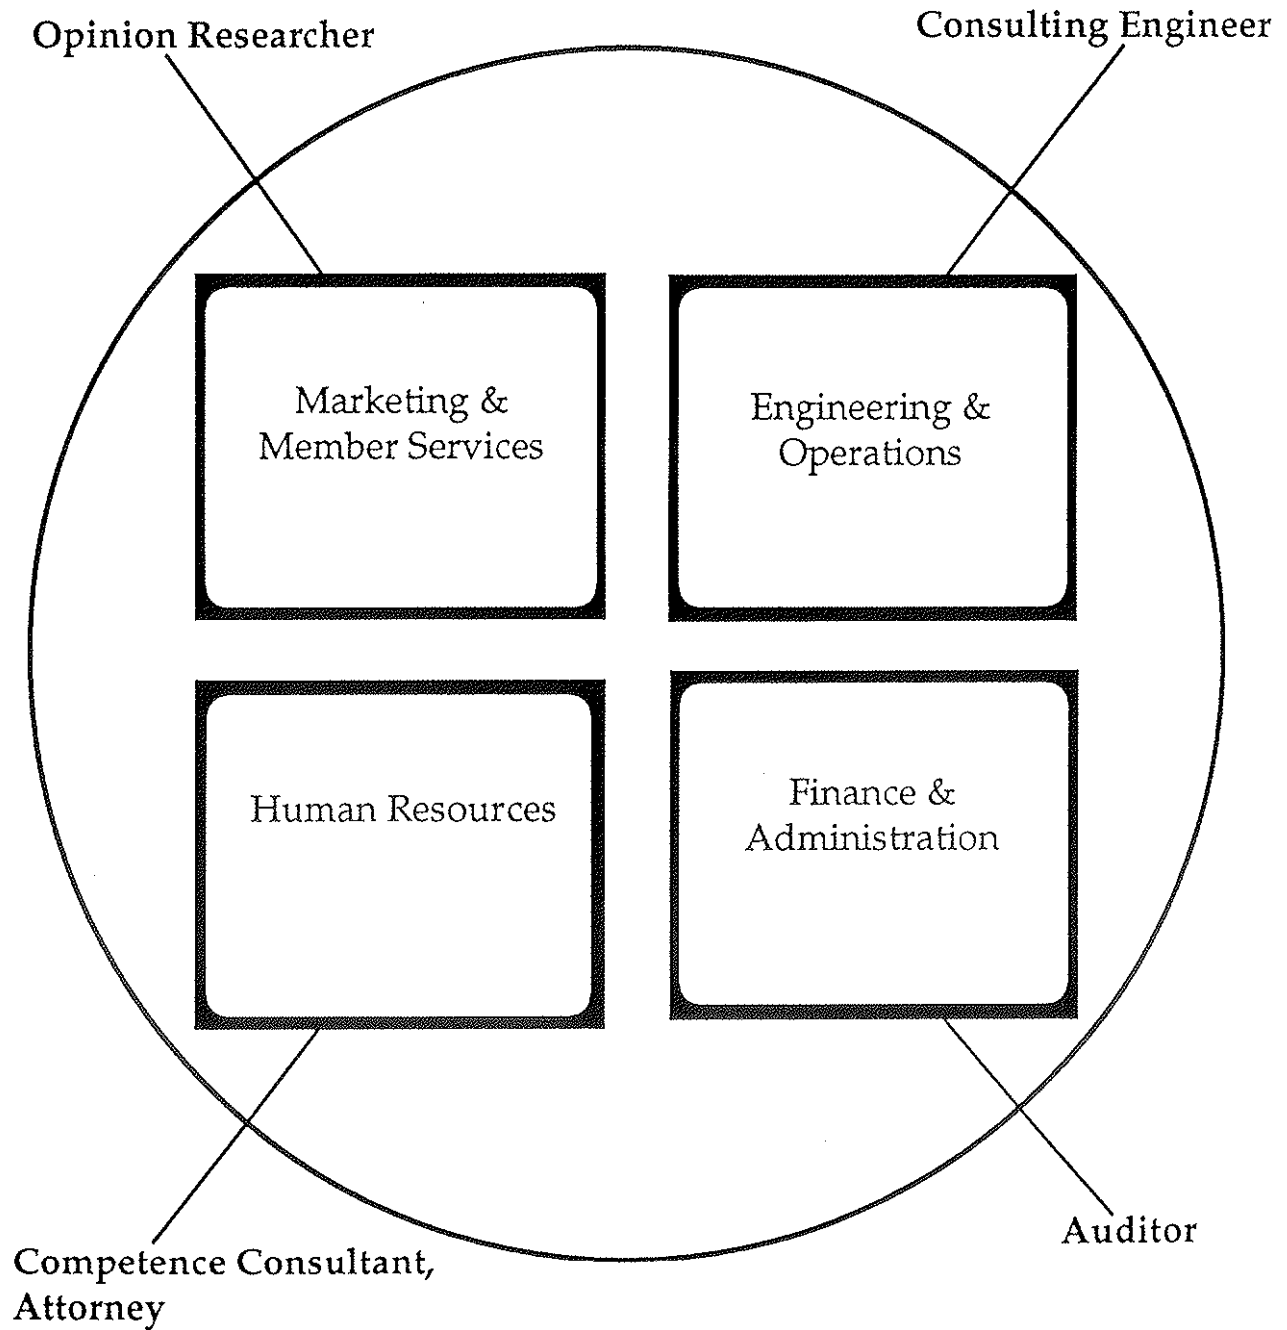 Opinion Researcher
Consulting Engineer
Marketing &
Member Services
Engineering &
Operations
Human Resources
Finance &
Administration
Auditor
Competence Consultant,
Attorney